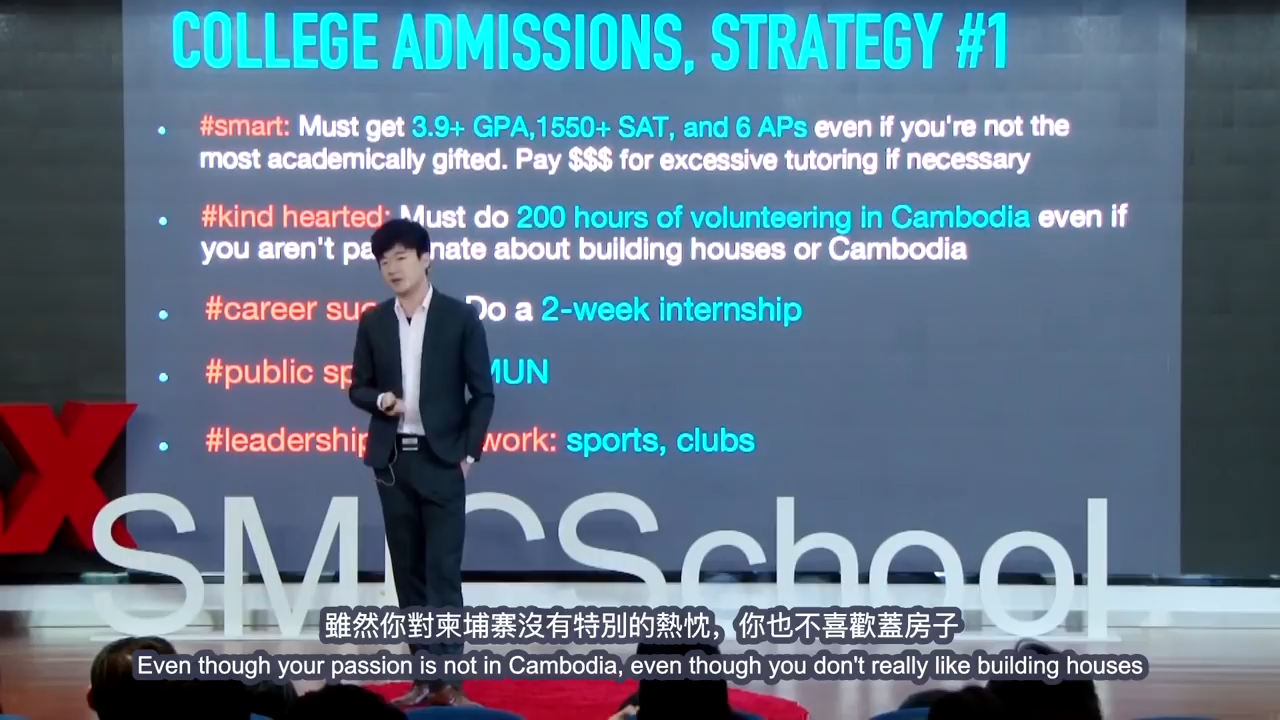 COLLEGE ADMISSIONS, STRATEGY #1
#smart: Must get 3.9+ GPA,1550+ SAT, and 6 APs even if you're not the
most academically gifted. Pay $$$ for excessive tutoring if necessary
#kind hearted: Must do 200 hours of volunteering in Cambodia even if
you aren't pa nate about building houses or Cambodia
#career su Do a 2-week internship
#public sp MUN
#leadership work: sports, clubs
X
SM CSchool
雖然你對柬埔寨沒有特別的熱忱，你也不喜歡蓋房子
Even though your passion is not in Cambodia, even though you don't really like building houses